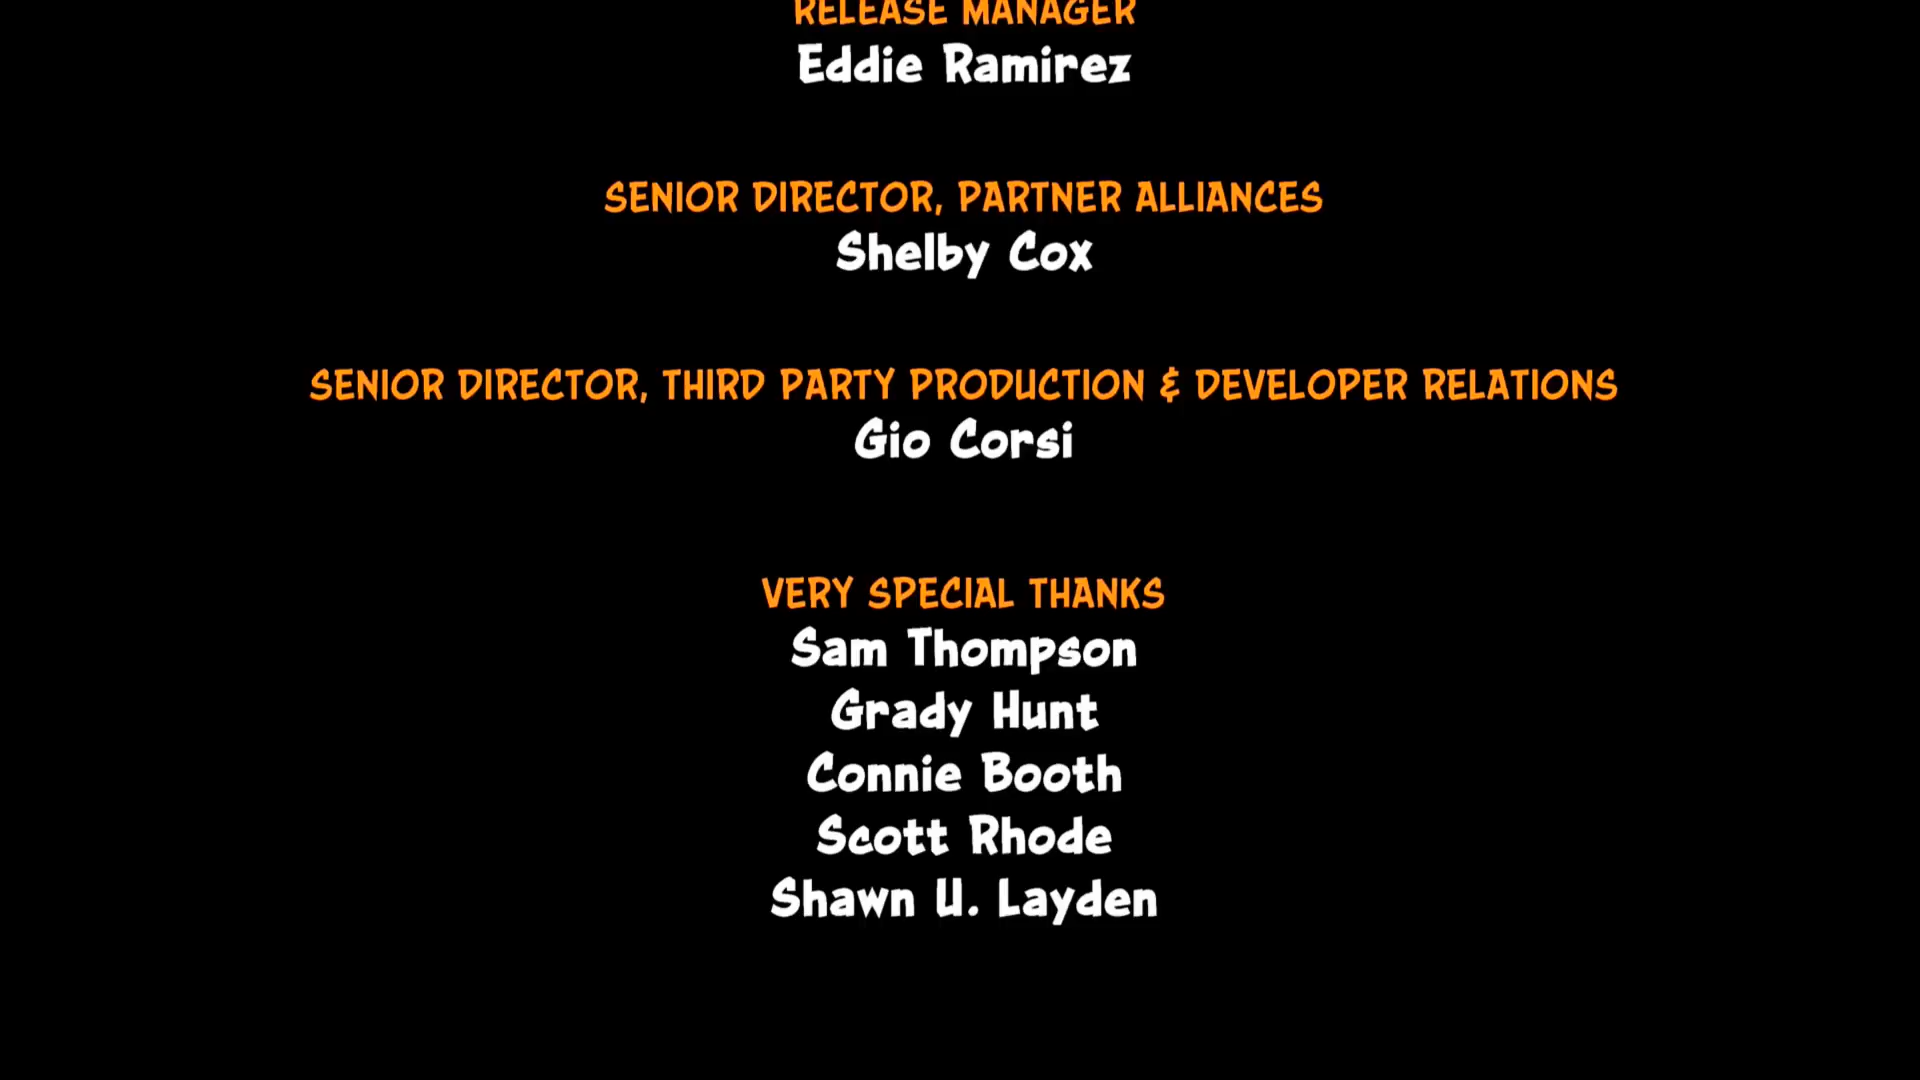 RELEASE MANAGER
Eddie Ramirez
SENIOR DIRECTOR, PARTNER ALLIANCES
Shelby Cox
SENIOR DIRECTOR, THIRD PARTY PRODUCTION & DEVELOPER RELATIONS
Gio Corsi
VERY SPECIAL THANKS
Sam Thompson
Grady Hunt
Connie Booth
Scott Rhode
Shawn U. Layden